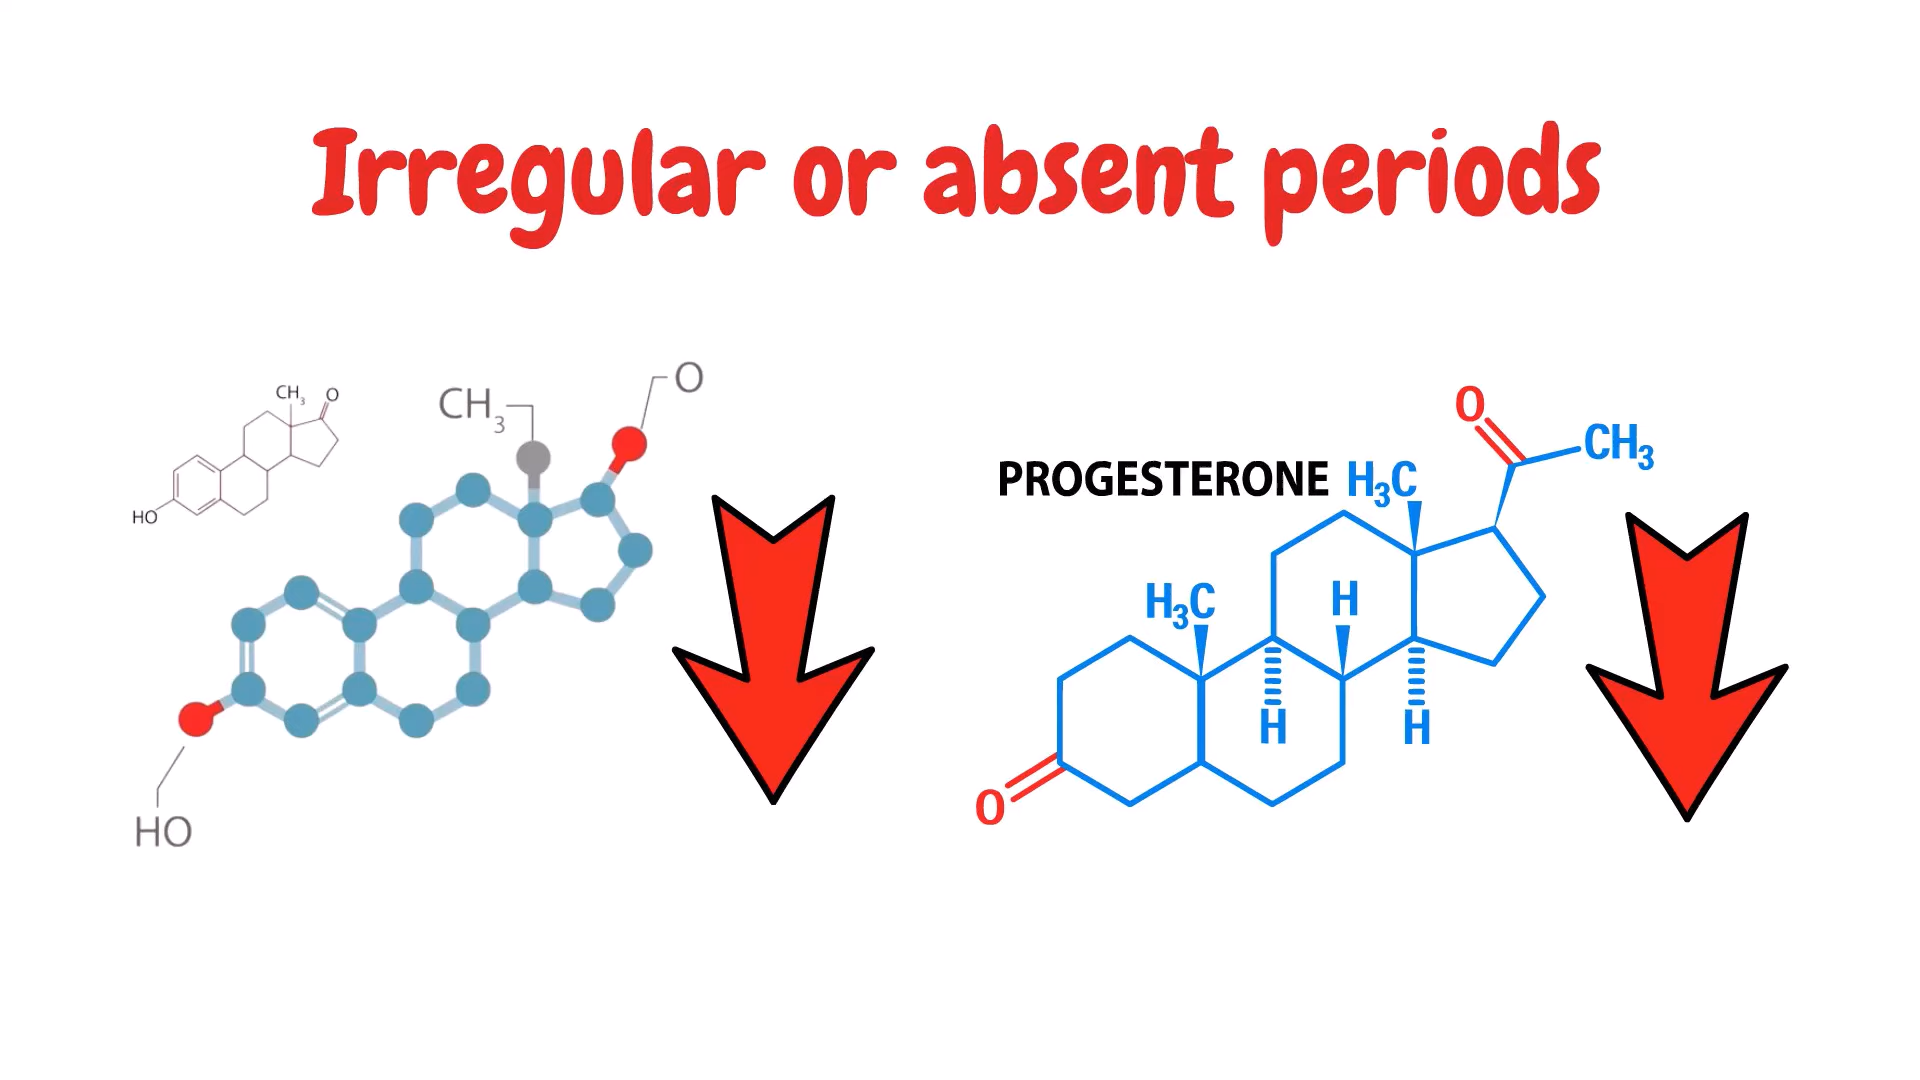 Irregular or absent periods
CH3 O
HO
CH3 O
HO
PROGESTERONE
O
CH3
H3C
H3C
H
H
H
O